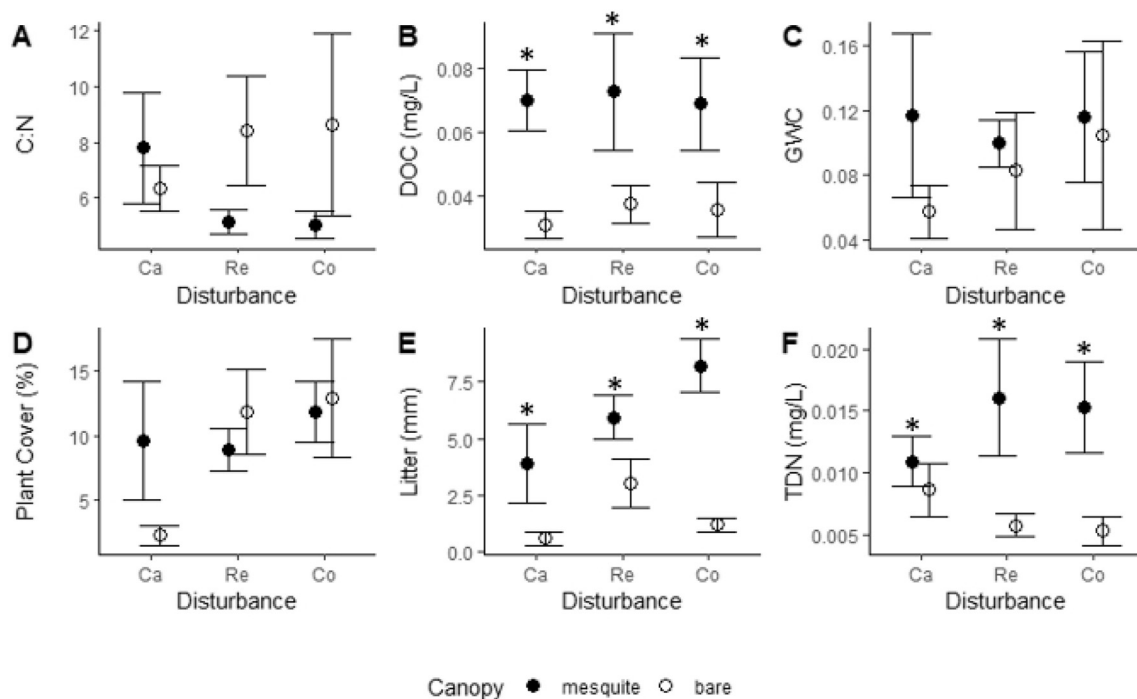 A
C:N
12
10
8
6
Ca Re Co
Disturbance
B
DOC (mg/L)
0.08
0.06
0.04
* * *
Ca Re Co
Disturbance
C
GWC
0.16
0.12
0.08
0.04
Ca Re Co
Disturbance
D
Plant Cover (%)
15
10
5
Ca Re Co
Disturbance
E
Litter (mm)
7.5
5.0
2.5
0.0
* * *
Ca Re Co
Disturbance
F
TDN (mg/L)
0.020
0.015
0.010
0.005
* * *
Ca Re Co
Disturbance
Canopy mesquite bare